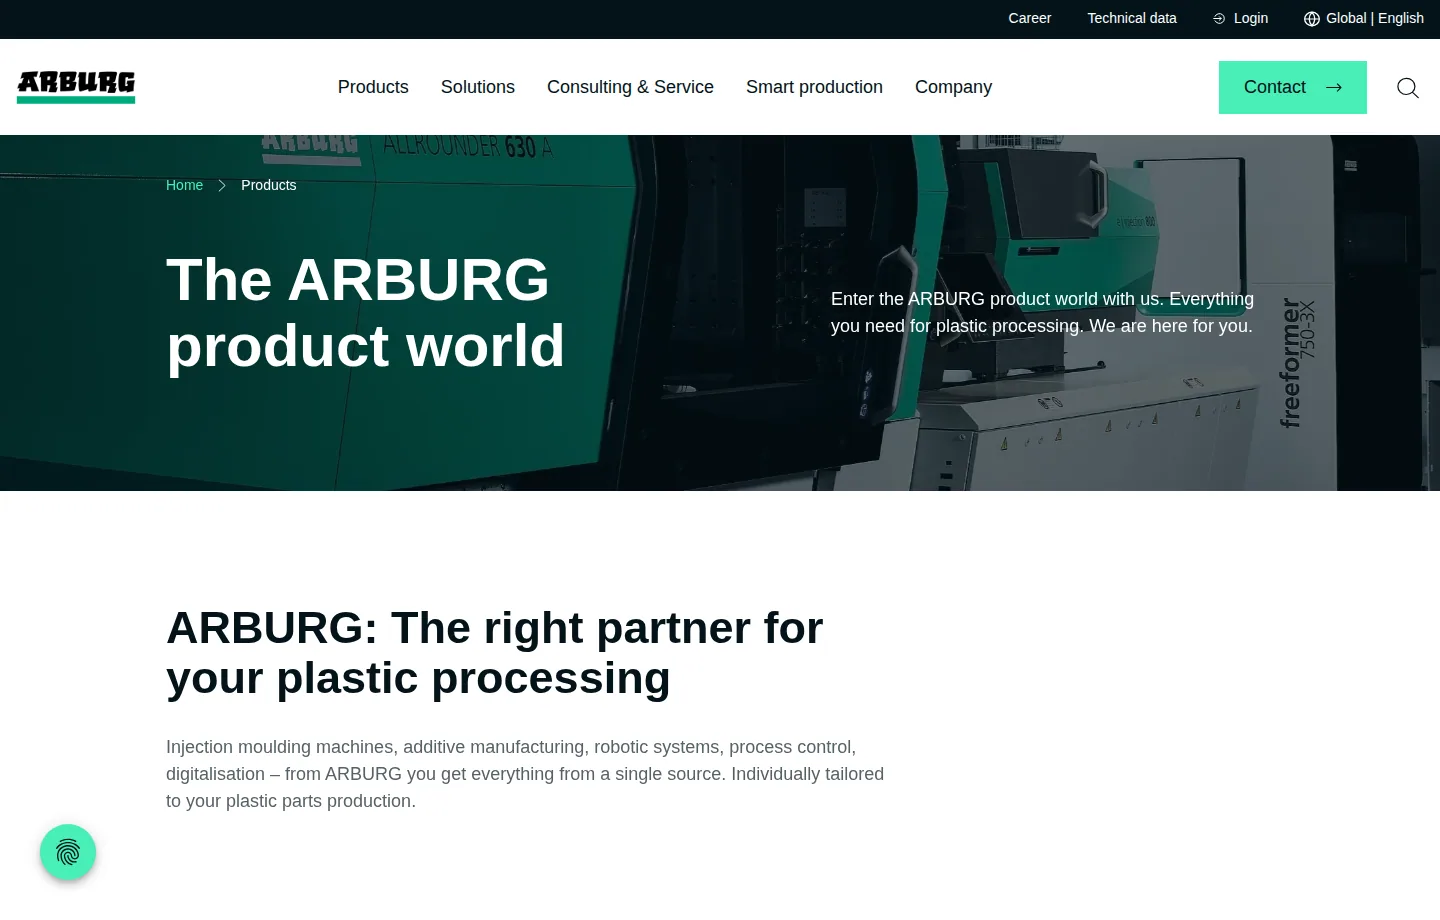 Career Technical data Login Global | English
ARBURG
Products Solutions Consulting & Service Smart production Company Contact
ARBURG ALLROUNDER 630 A
Home Products
The ARBURG
product world
Enter the ARBURG product world with us. Everything
you need for plastic processing. We are here for you.
freeformer
750-3X
ARBURG: The right partner for
your plastic processing
Injection moulding machines, additive manufacturing, robotic systems, process control,
digitalisation – from ARBURG you get everything from a single source. Individually tailored
to your plastic parts production.